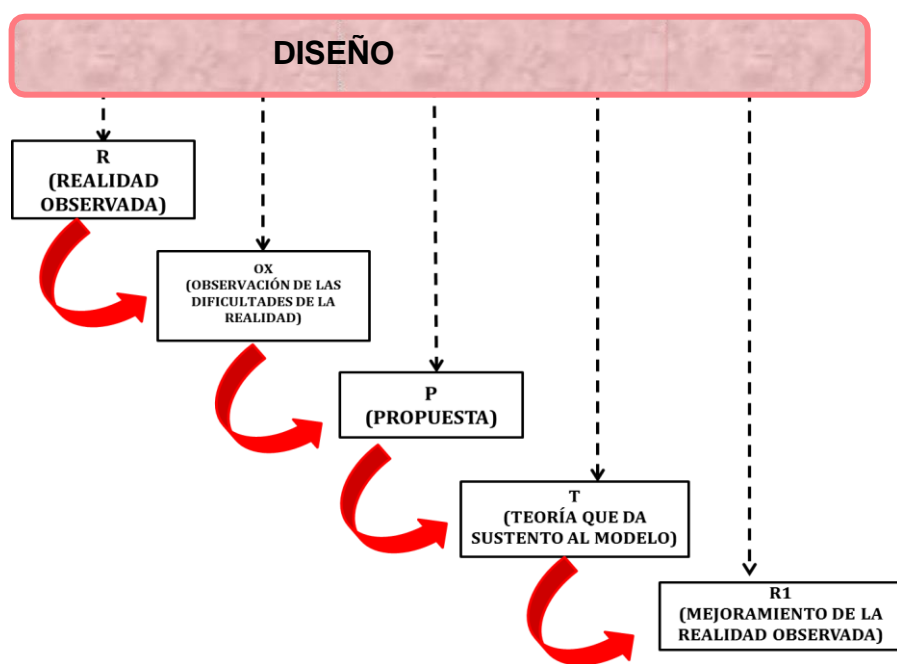 DISEÑO
R
(REALIDAD
OBSERVADA)
OX
(OBSERVACIÓN DE LAS
DIFICULTADES DE LA
REALIDAD)
P
(PROPUESTA)
T
(TEORÍA QUE DA
SUSTENTO AL MODELO)
R1
(MEJORAMIENTO DE LA
REALIDAD OBSERVADA)